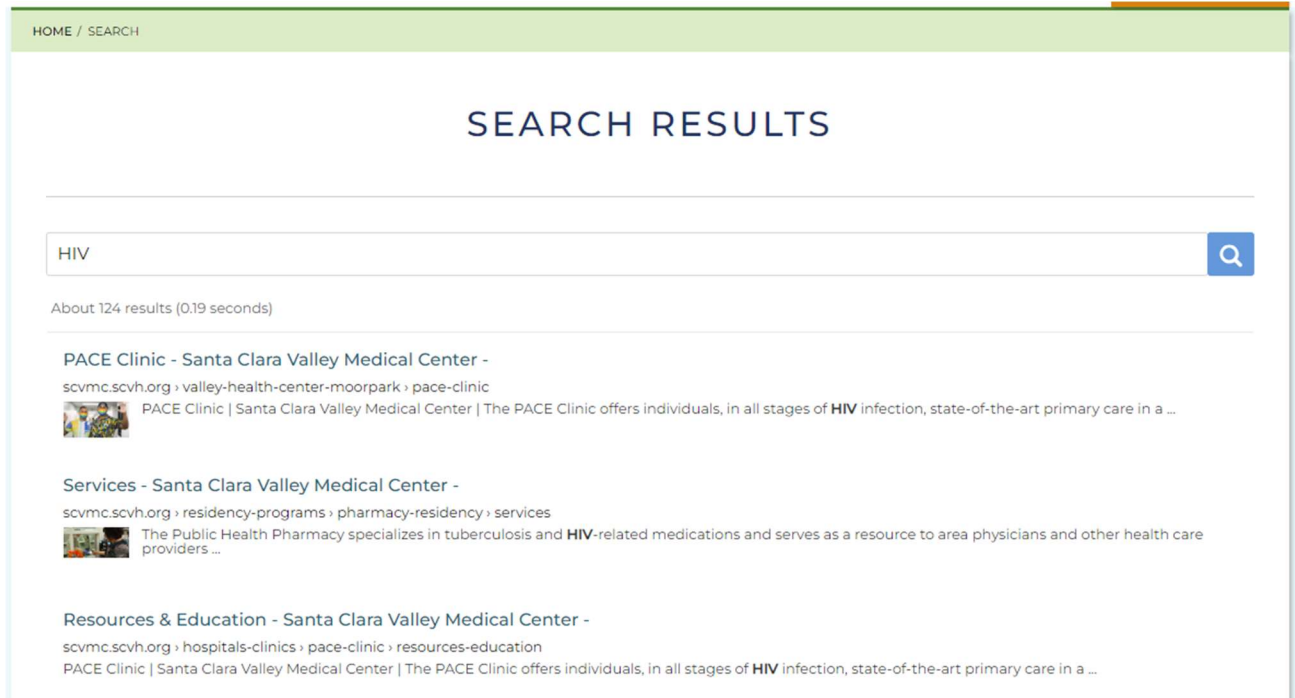 HOME / SEARCH
SEARCH RESULTS
HIV
About 124 results (0.19 seconds)
PACE Clinic - Santa Clara Valley Medical Center -
scvmc.scvh.org › valley-health-center-moorpark › pace-clinic
PACE Clinic | Santa Clara Valley Medical Center | The PACE Clinic offers individuals, in all stages of HIV infection, state-of-the-art primary care in a ...
Services - Santa Clara Valley Medical Center -
scvmc.scvh.org › residency-programs › pharmacy-residency › services
The Public Health Pharmacy specializes in tuberculosis and HIV-related medications and serves as a resource to area physicians and other health care
providers ...
Resources & Education - Santa Clara Valley Medical Center -
scvmc.scvh.org › hospitals-clinics › pace-clinic › resources-education
PACE Clinic | Santa Clara Valley Medical Center | The PACE Clinic offers individuals, in all stages of HIV infection, state-of-the-art primary care in a ...